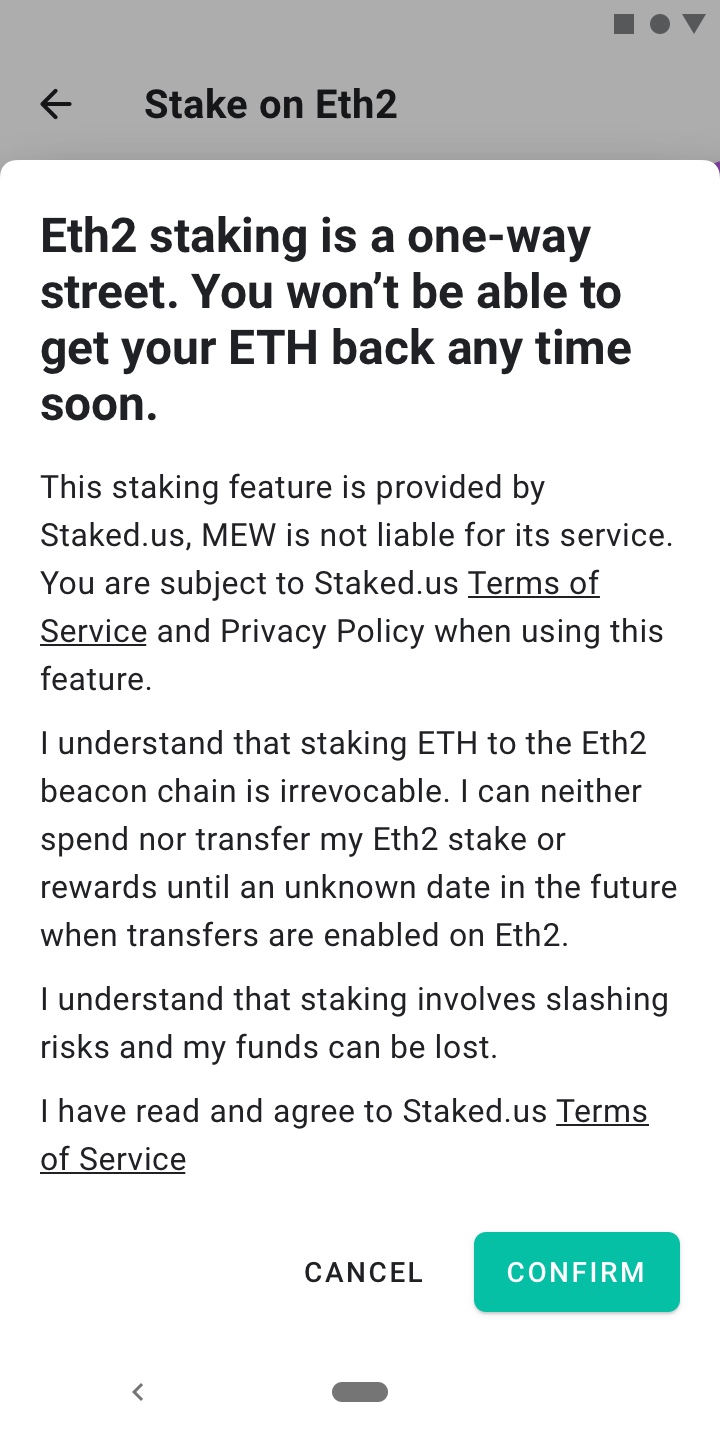 Stake on Eth2
Eth2 staking is a one-way
street. You won’t be able to
get your ETH back any time
soon.
This staking feature is provided by
Staked.us, MEW is not liable for its service.
You are subject to Staked.us Terms of
Service and Privacy Policy when using this
feature.
I understand that staking ETH to the Eth2
beacon chain is irrevocable. I can neither
spend nor transfer my Eth2 stake or
rewards until an unknown date in the future
when transfers are enabled on Eth2.
I understand that staking involves slashing
risks and my funds can be lost.
I have read and agree to Staked.us Terms
of Service
CANCEL
CONFIRM